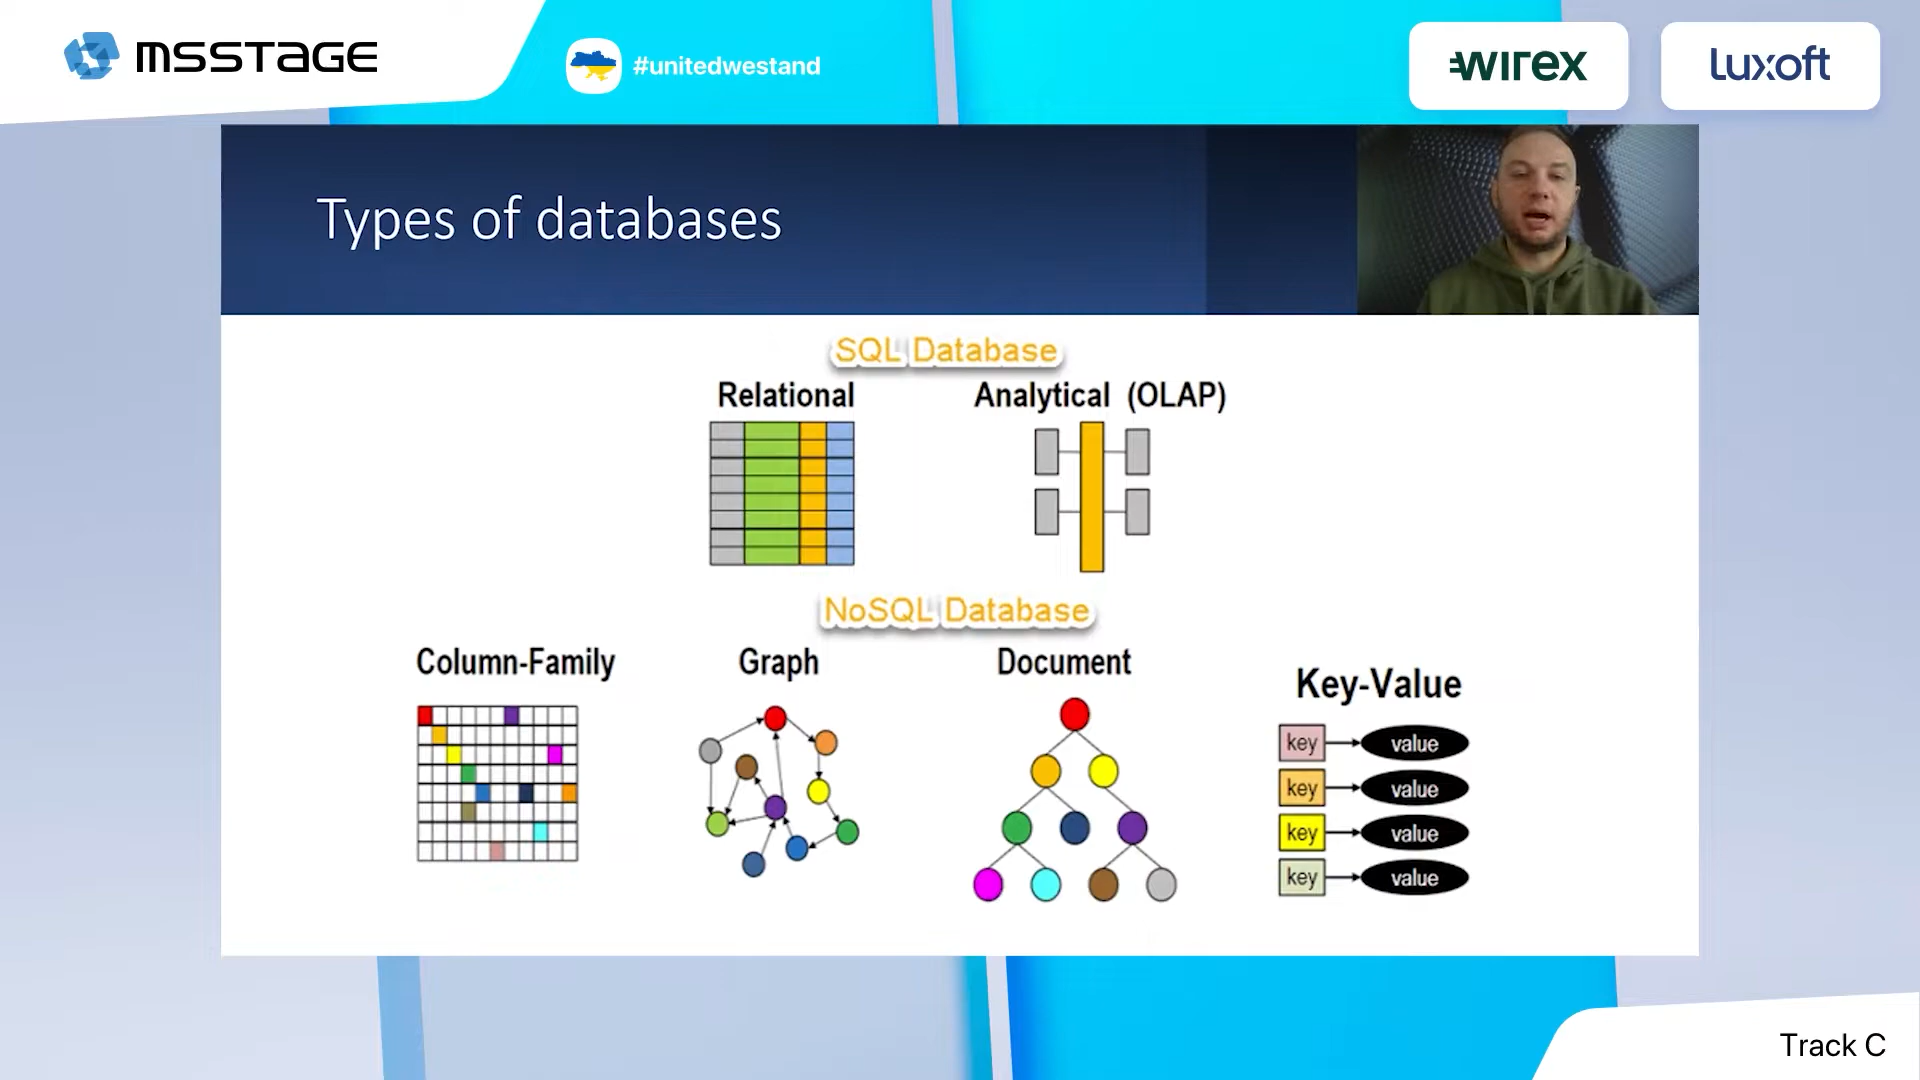 MSSTAGE
#unitedwestand
wirex
luxoft
Types of databases
SQL Database
Relational
Analytical (OLAP)
NoSQL Database
Column-Family
Graph
Document
Key-Value
key
value
key
value
key
value
key
value
Track C